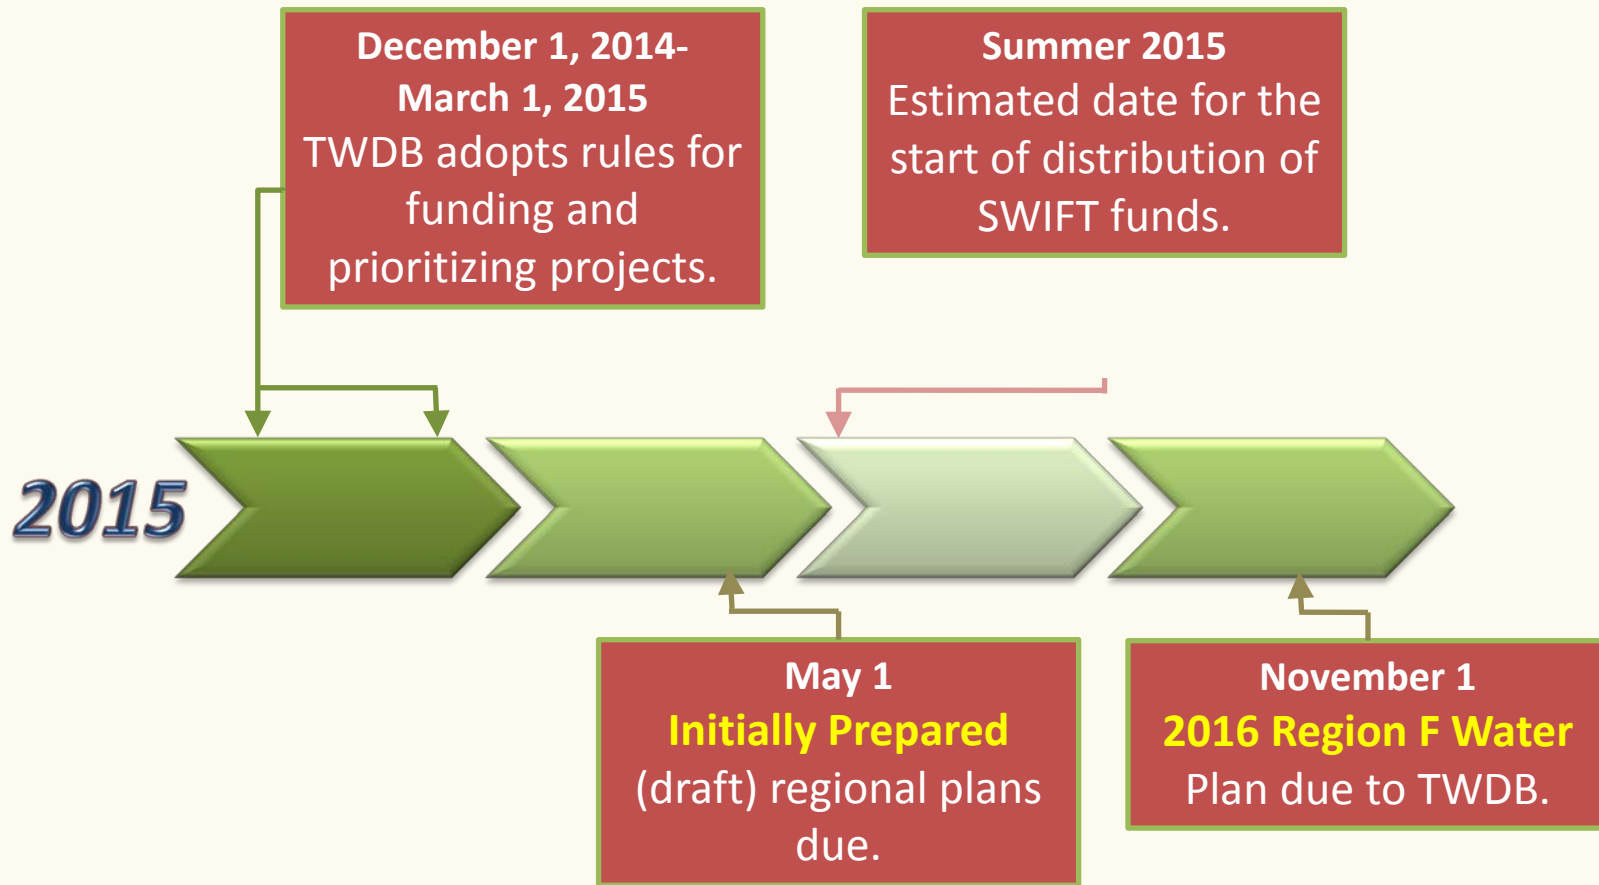 December 1, 2014-
March 1, 2015
TWDB adopts rules for
funding and
prioritizing projects.
Summer 2015
Estimated date for the
start of distribution of
SWIFT funds.
2015
May 1
Initially Prepared
(draft) regional plans
due.
November 1
2016 Region F Water
Plan due to TWDB.